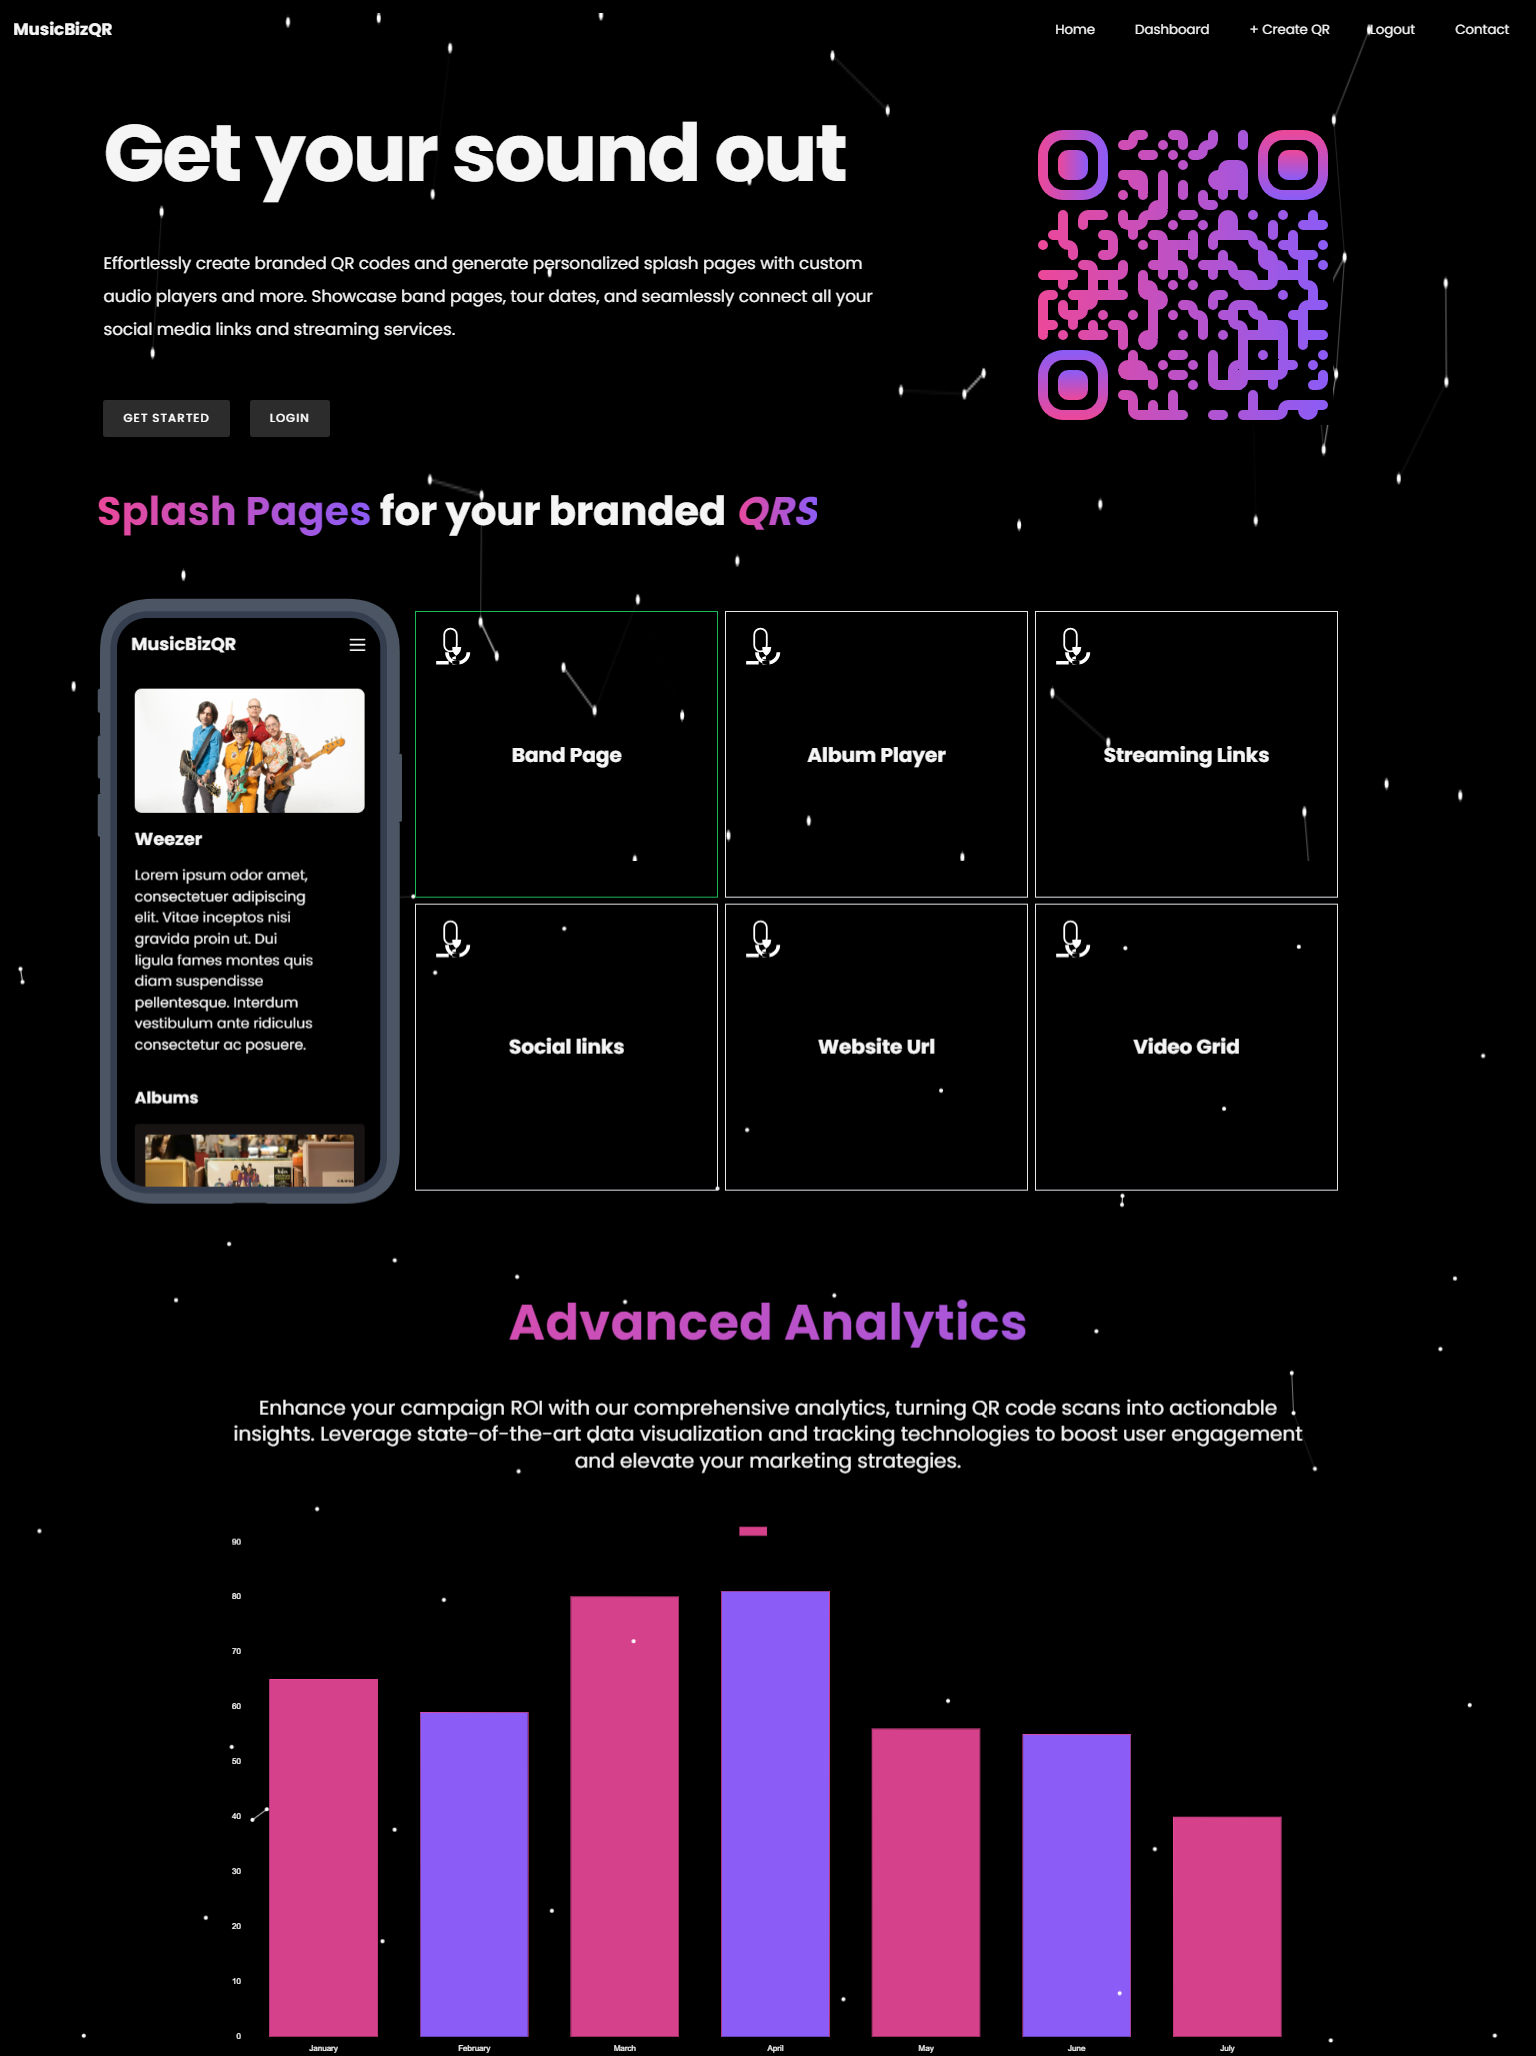 MusicBizQR
Home Dashboard + Create QR Logout Contact
Get your sound out
Effortlessly create branded QR codes and generate personalized splash pages with custom
audio players and more. Showcase band pages, tour dates, and seamlessly connect all your
social media links and streaming services.
GET STARTED LOGIN
Splash Pages for your branded QRS
MusicBizQR
Weezer
Lorem ipsum odor amet,
consectetuer adipiscing
elit. Vitae inceptos nisi
gravida proin ut. Dui
ligula fames montes quis
diam suspendisse
pellentesque. Interdum
vestibulum ante ridiculus
consectetur ac posuere.
Albums
Band Page
Album Player
Streaming Links
Social links
Website Url
Video Grid
Advanced Analytics
Enhance your campaign ROI with our comprehensive analytics, turning QR code scans into actionable
insights. Leverage state-of-the-art data visualization and tracking technologies to boost user engagement
and elevate your marketing strategies.
90
80
70
60
50
40
30
20
10
0
January February March April May June July